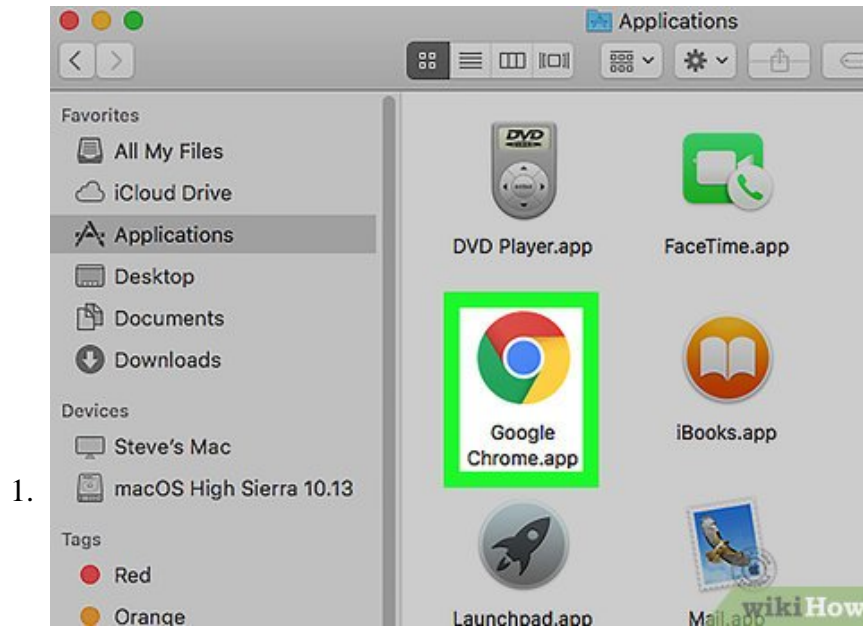 Applications
Favorites
All My Files
iCloud Drive
Applications
Desktop
Documents
Downloads
Devices
Steve's Mac
1.
macOS High Sierra 10.13
Tags
Red
Orange
DVD
DVD Player.app
FaceTime.app
Google
Chrome.app
iBooks.app
Launchpad.app
Mail.app
wikiHow